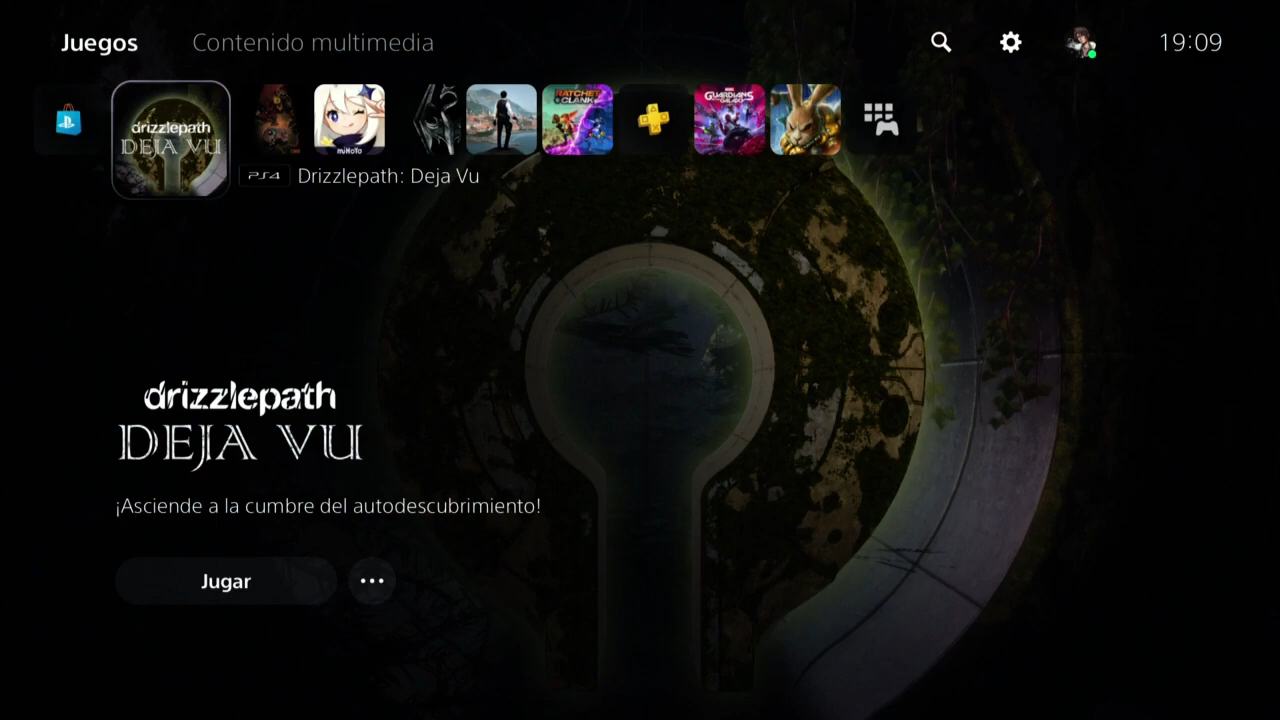 Juegos
Contenido multimedia
19:09
drizzlepath
DEJA VU
miHoYo
RATCHET
CLANK
MARVEL
GUARDIANS
GALAXY
PS4
Drizzlepath: Deja Vu
drizzlepath
DEJA VU
¡Asciende a la cumbre del autodescubrimiento!
Jugar